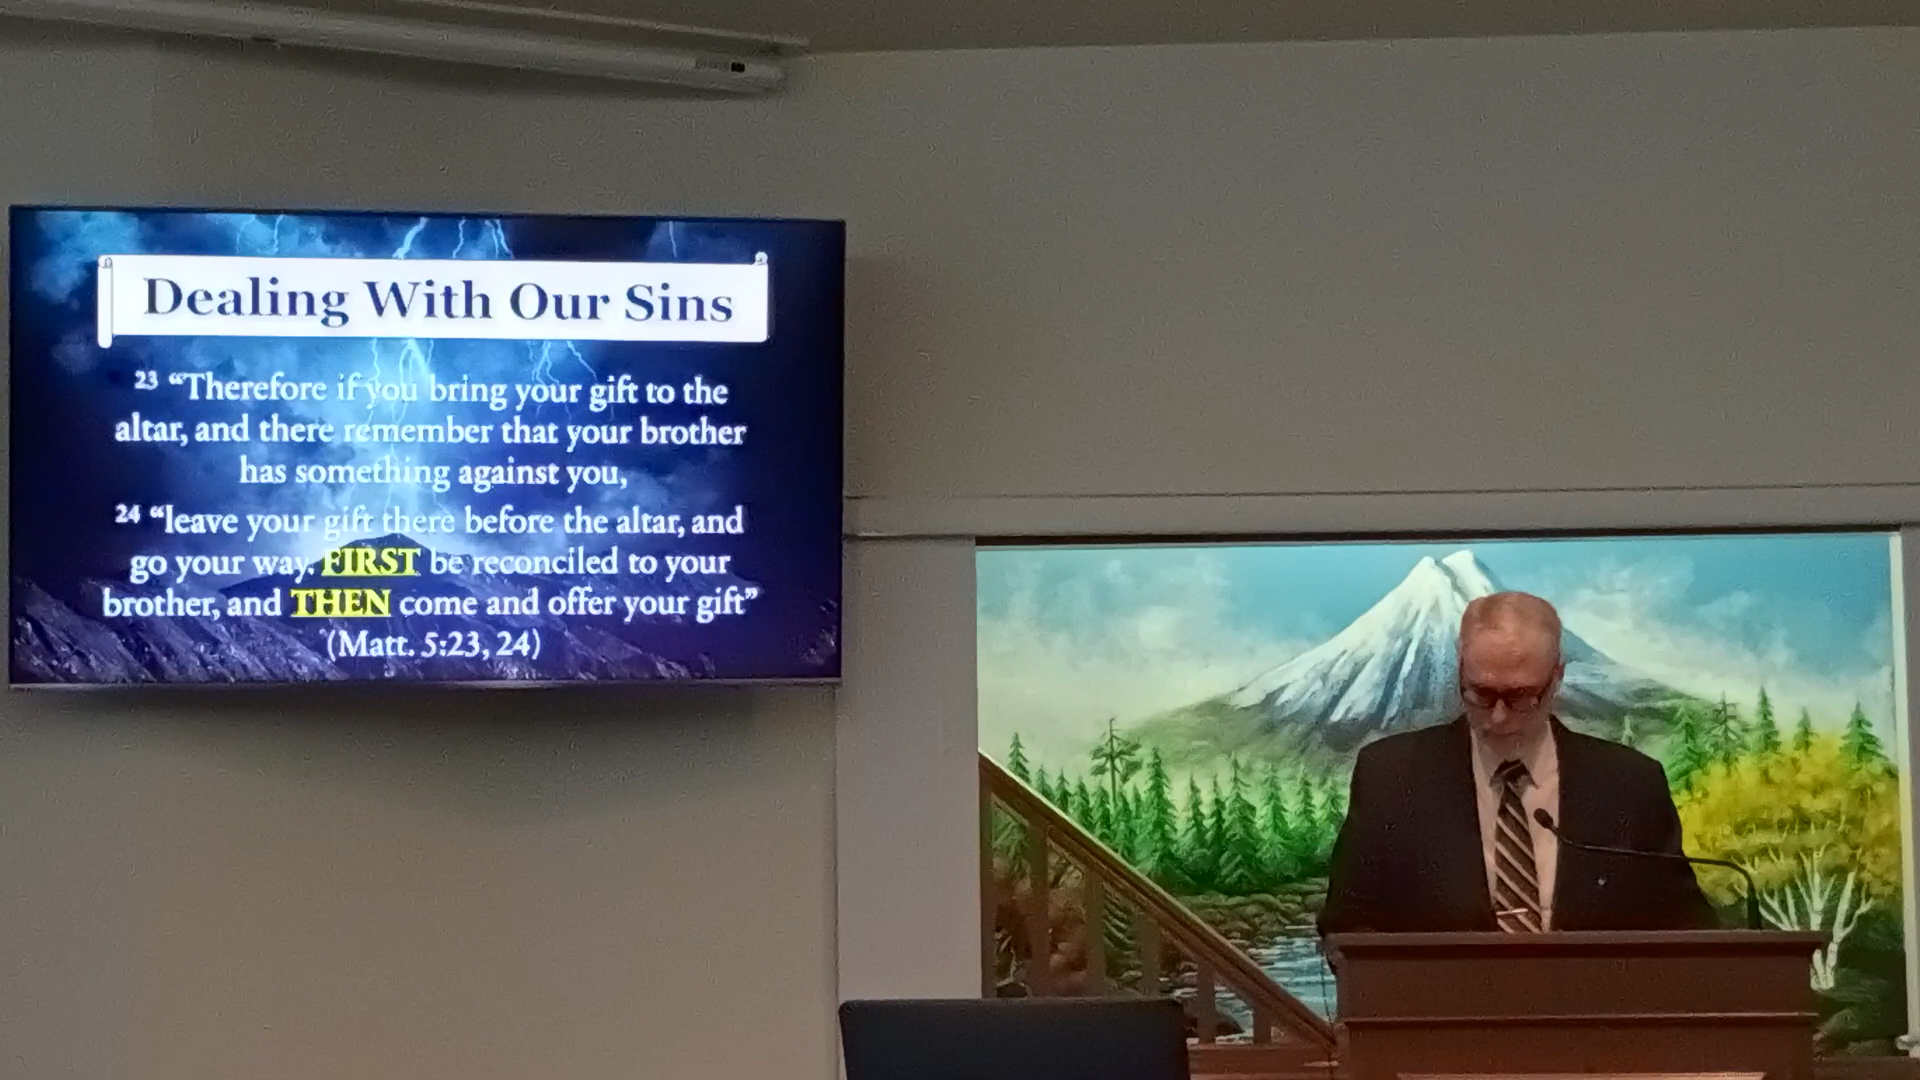 Dealing With Our Sins
23 “Therefore if you bring your gift to the
altar, and there remember that your brother
has something against you,
24 “leave your gift there before the altar, and
go your way. FIRST be reconciled to your
brother, and THEN come and offer your gift”
(Matt. 5:23, 24)